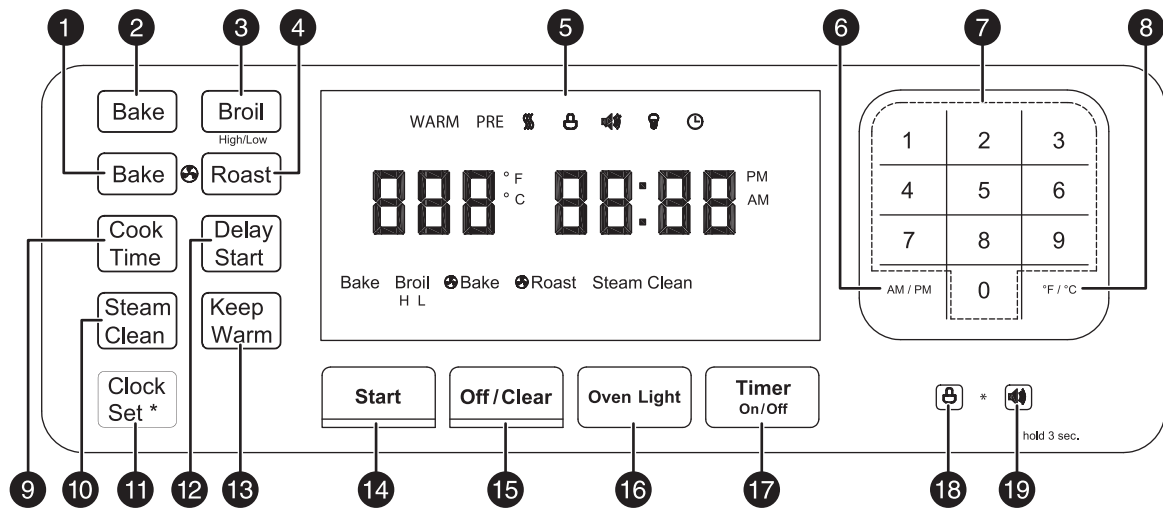 1 2 3 4 5 6 7 8
Bake Broil
High/Low
Bake Roast
Cook Time
Delay Start
Steam Clean
Keep Warm
Clock Set *
WARM PRE
888 °F °C 88:88 PM AM
Bake Broil Bake Roast Steam Clean
H L
Start Off/Clear Oven Light Timer On/Off
1 2 3
4 5 6
7 8 9
AM / PM 0 °F / °C
*
hold 3 sec.
9 10 11 12 13 14 15 16 17 18 19